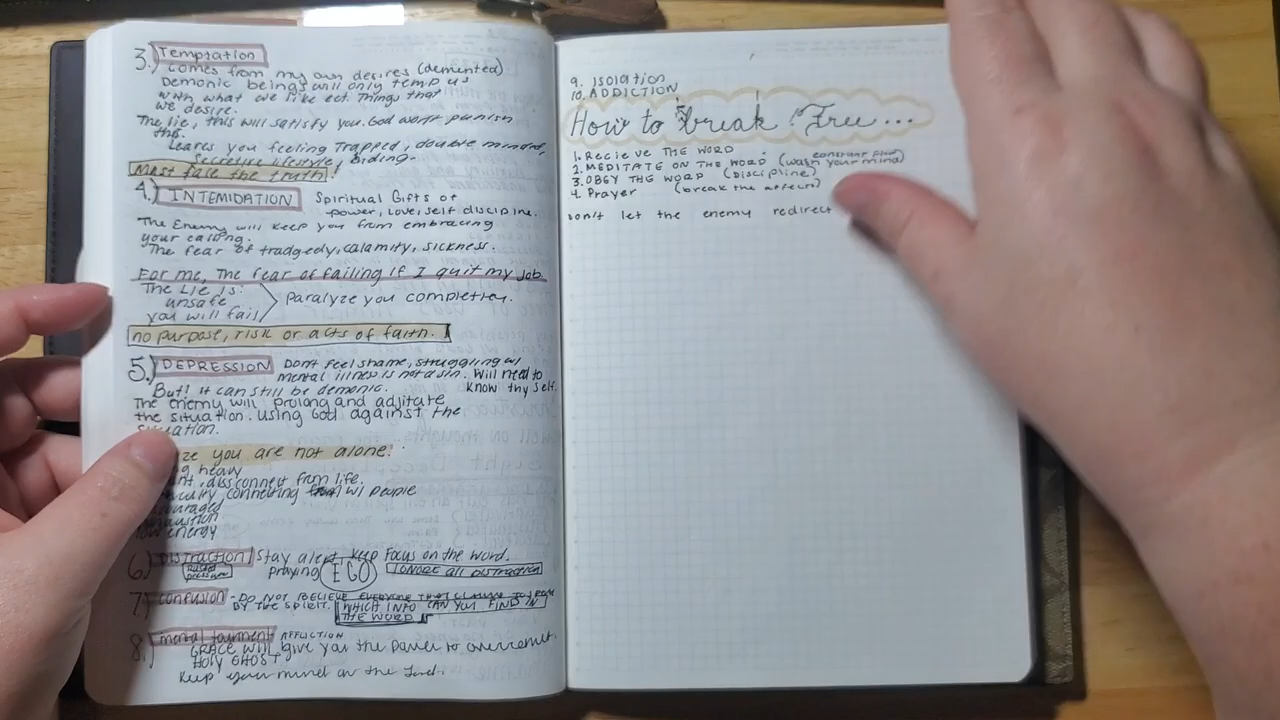 3.) Temptation
comes from my own desires (demented)
Demonic beings will only temp us
with what we like ect. Things that
we desire.
The lie, this will satisfy you. God wont punish
this.
Leaves you feeling Trapped, double minded,
Secretive lifestyle, hiding.
Must fase the truth!
4.) INTEMIDATION Spiritual Gifts of
power, love, self discipline.
The Enemy will keep you from embracing
your calling.
The fear of tradgedy, calamity, sickness.
For me, The fear of failing if I quit my job.
The Lie is:
unsafe
you will fail
Paralyze you completley.
no purpose, risk or acts of faith.
5.) DEPRESSION Don't feel shame, struggling w/
mental illnes is not a sin. Will need to
But! it can still be demonic. Know thy self.
The enemy will prolong and adjitate
the situation. using God against the
situation.
ze you are not alone.
heavy
disconnect from life.
connecting w/ people
energy
6.) DISTRACTION Stay alert, keep Focus on the word.
praying EGO IGNORE ALL DISTRACTION
7.) confusion - DO NOT BELIEVE EVERYONE THAT CLAIMS TO
BY THE SPIRIT. WHICH INFO CAN YOU FIND IN
THE WORD
8.) mental AFFLICTION
GRACE will give you the power to overcome
HOLY GHOST
Keep your mind on the Lord.
9. Isolation
10. ADDICTION
How to break Free...
1. Recieve THE WORD
2. MEDITATE ON THE WORD (wash your mind)
3. OBEY THE WORD (Discipline)
4. Prayer (break the affects)
Don't let the enemy redirect